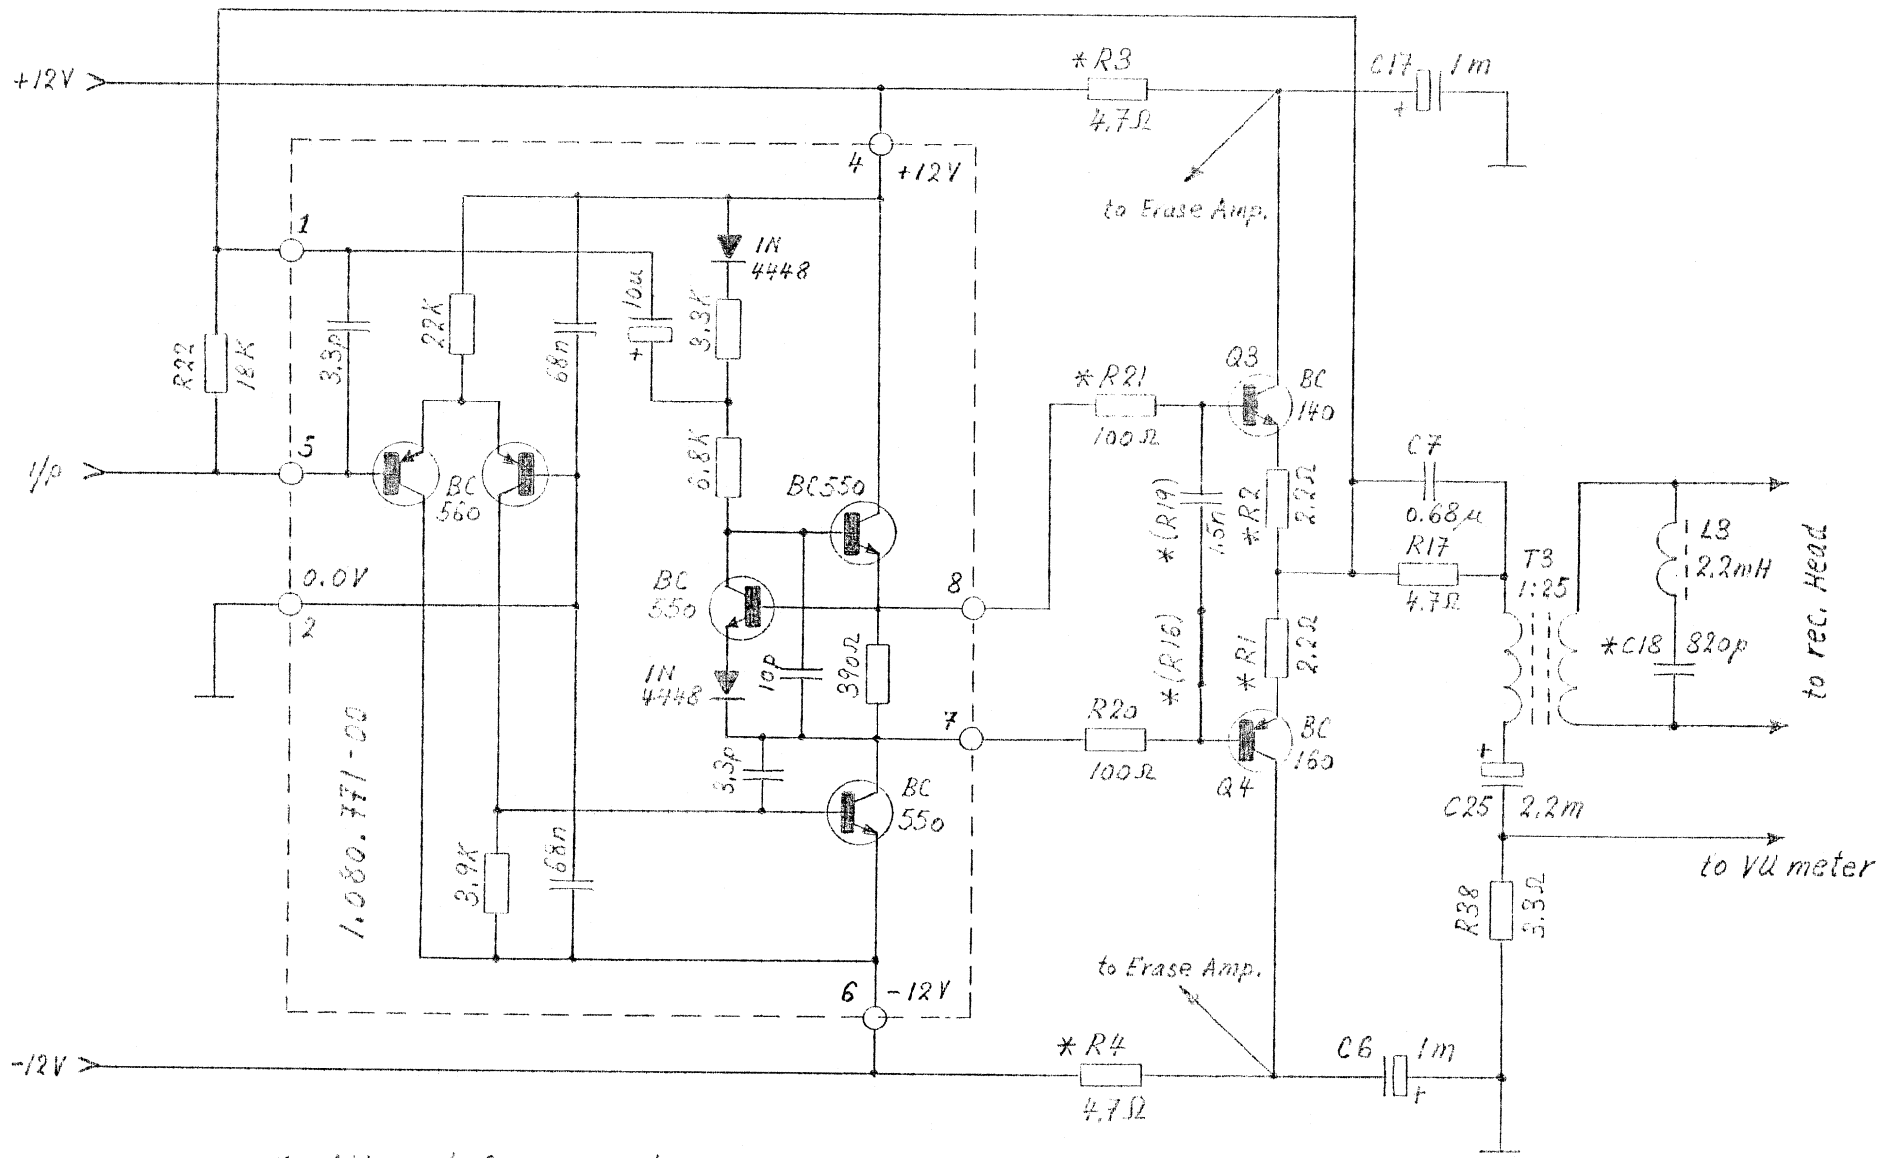 +12V
*R3
4.7Ω
C17 1m
+
4
+12V
to Erase Amp.
1
1N
4448
R22
18K
3.3p
22K
68n
10u
+
3.3K
Q3
BC
140
*R21
100Ω
i/p
5
BC
560
6.8K
BC550
*(R19)
1.5n
*R2
2.2Ω
C7
0.68µ
R17
4.7Ω
T3
1:25
L3
2.2mH
to rec. Head
0.0V
2
BC
550
8
1N
4448
10p
390Ω
*(R16)
*R1
2.2Ω
*C18 820p
7
R20
100Ω
BC
160
Q4
+
C25 2.2m
3.3p
BC
550
1.080.771-00
3.9K
68n
to VU meter
R38
3.3Ω
6
-12V
to Erase Amp.
-12V
*R4
4.7Ω
C6 1m
+